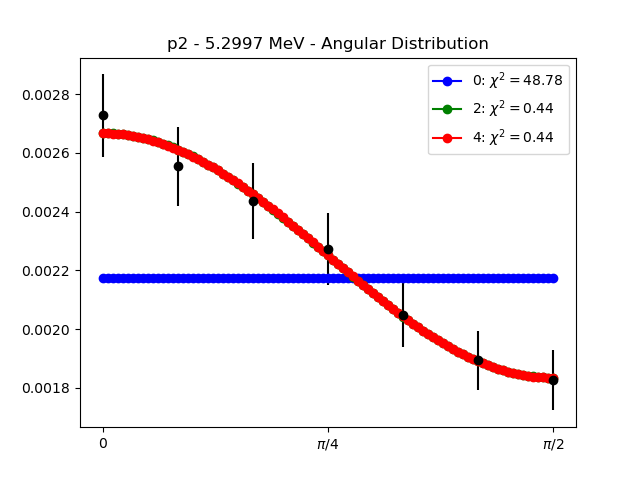 p2 - 5.2997 MeV - Angular Distribution
0: χ² = 48.78
2: χ² = 0.44
4: χ² = 0.44
0.0028
0.0026
0.0024
0.0022
0.0020
0.0018
0 π/4 π/2